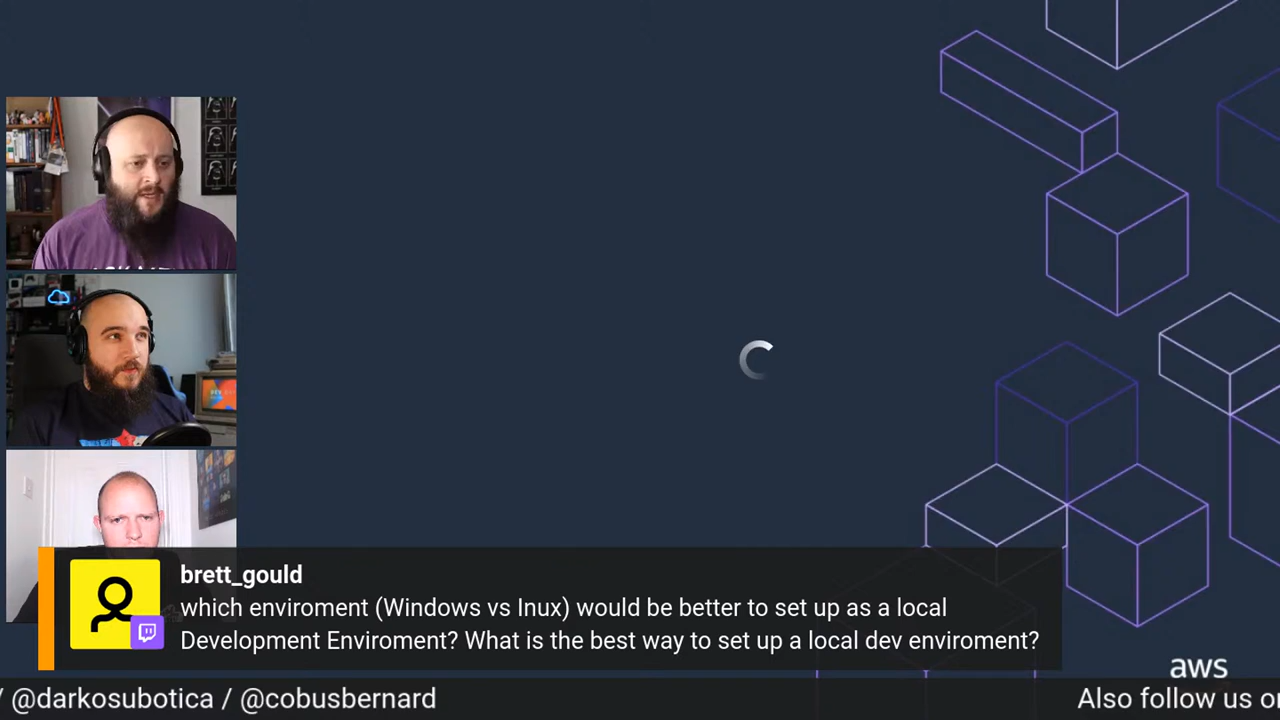 brett_gould
which enviroment (Windows vs Inux) would be better to set up as a local
Development Enviroment? What is the best way to set up a local dev enviroment?
aws
/ @darkosubotica / @cobusbernard
Also follow us on